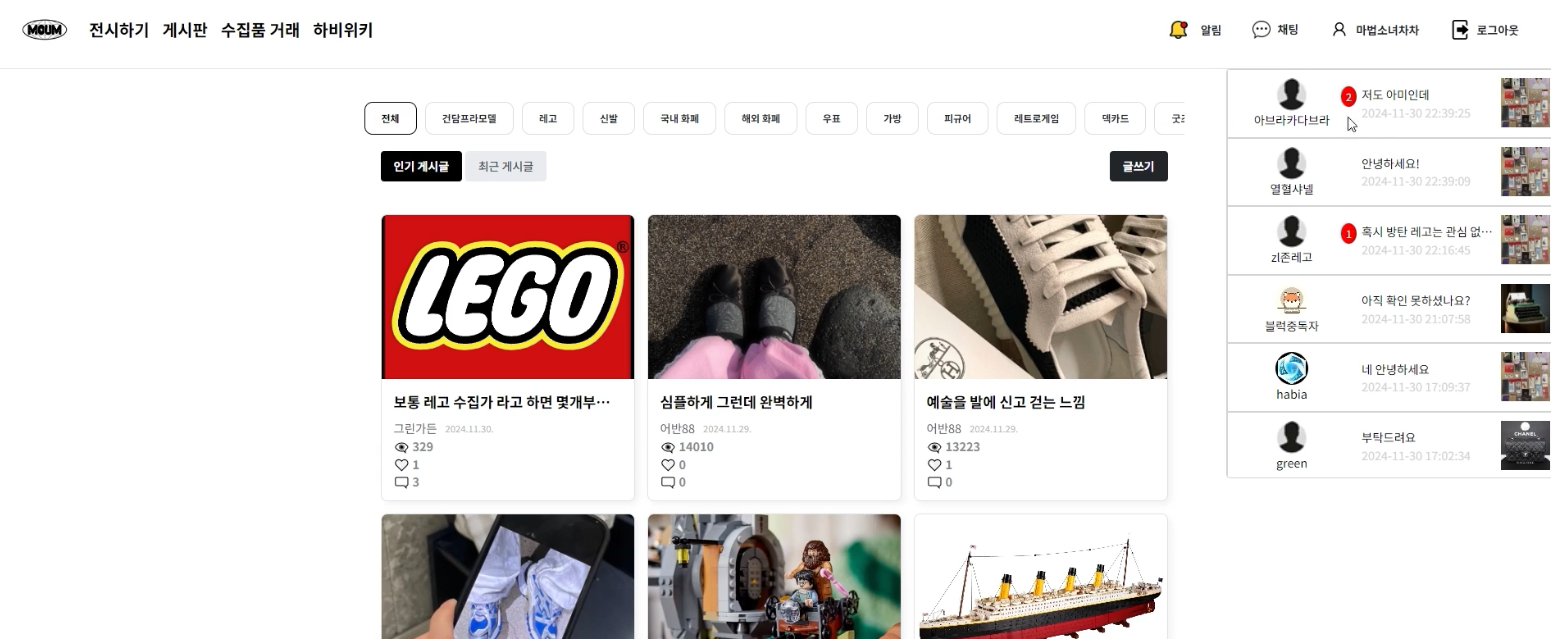 MOUM 전시하기 게시판 수집품 거래 하비위키 알림 채팅 마법소녀차차 로그아웃
전체 건담프라모델 레고 신발 국내 화폐 해외 화폐 우표 가방 피규어 레트로게임 덱카드
인기 게시글 최근 게시글 글쓰기
LEGO®
보통 레고 수집가 라고 하면 몇개부…
그린가든 2024.11.30.
329
1
3
심플하게 그런데 완벽하게
어반88 2024.11.29.
14010
0
0
예술을 발에 신고 걷는 느낌
어반88 2024.11.29.
13223
1
0
아브라카다브라
2 저도 아미인데
2024-11-30 22:39:25
열혈샤넬
안녕하세요!
2024-11-30 22:39:09
zl존레고
1 혹시 방탄 레고는 관심 없…
2024-11-30 22:16:45
블럭중독자
아직 확인 못하셨나요?
2024-11-30 21:07:58
habia
네 안녕하세요
2024-11-30 17:09:37
green
부탁드려요
2024-11-30 17:02:34
CHANEL